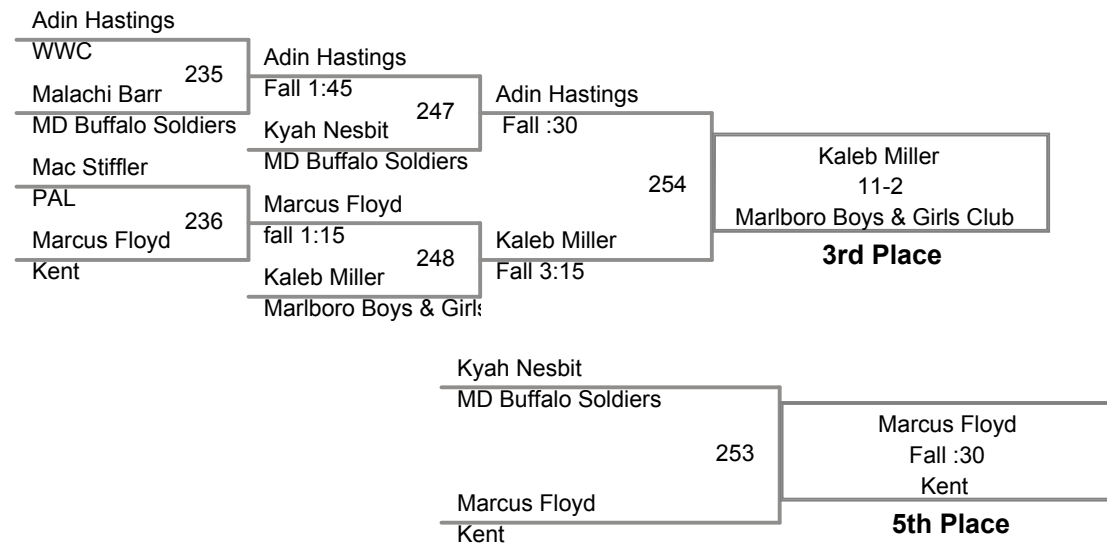 Adin Hastings
WWC
235
Malachi Barr
MD Buffalo Soldiers
Mac Stiffler
PAL
236
Marcus Floyd
Kent
Adin Hastings
Fall 1:45
247
Kyah Nesbit
MD Buffalo Soldiers
Marcus Floyd
fall 1:15
248
Kaleb Miller
Marlboro Boys & Girls
Adin Hastings
Fall :30
254
Kaleb Miller
Fall 3:15
Kaleb Miller
11-2
Marlboro Boys & Girls Club
3rd Place
Kyah Nesbit
MD Buffalo Soldiers
253
Marcus Floyd
Kent
Marcus Floyd
Fall :30
Kent
5th Place